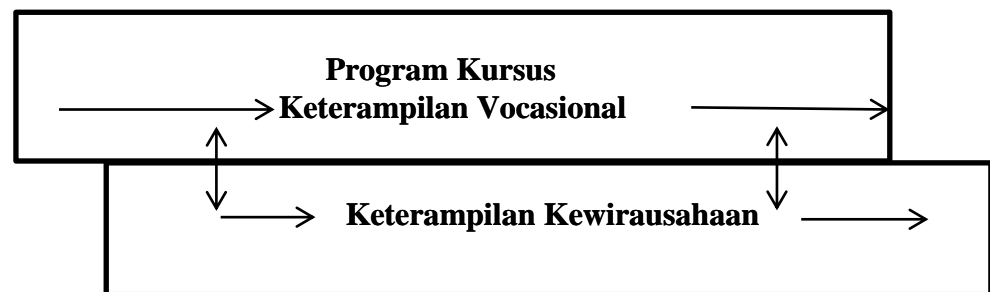 Program Kursus
Keterampilan Vocasional
Keterampilan Kewirausahaan